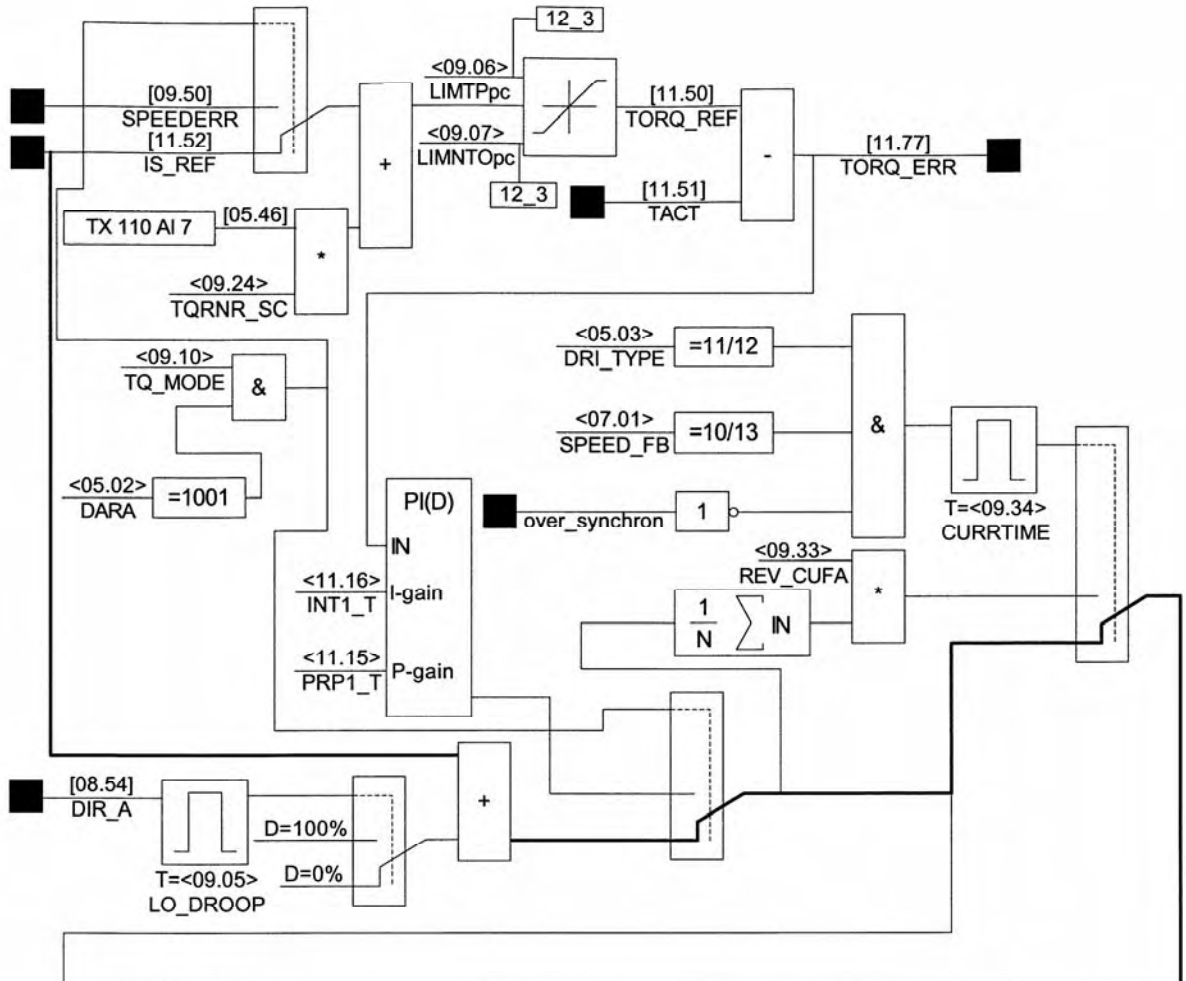 12_3
<09.06>
LIMTPpc
[09.50]
SPEEDERR
[11.50]
TORQ_REF
[11.52]
IS_REF
<09.07>
LIMNTOpc
+
-
[11.77]
TORQ_ERR
12_3
[11.51]
TACT
TX 110 AI 7
[05.46]
*
<09.24>
TQRNR_SC
<05.03>
DRI_TYPE
=11/12
<09.10>
TQ_MODE
&
<07.01>
SPEED_FB
=10/13
&
<05.02>
DARA
=1001
PI(D)
IN
I-gain
P-gain
over_synchron
1
T=<09.34>
CURRTIME
<09.33>
REV_CUFA
*
<11.16>
INT1_T
1
N
∑
IN
<11.15>
PRP1_T
[08.54]
DIR_A
+
D=100%
D=0%
T=<09.05>
LO_DROOP